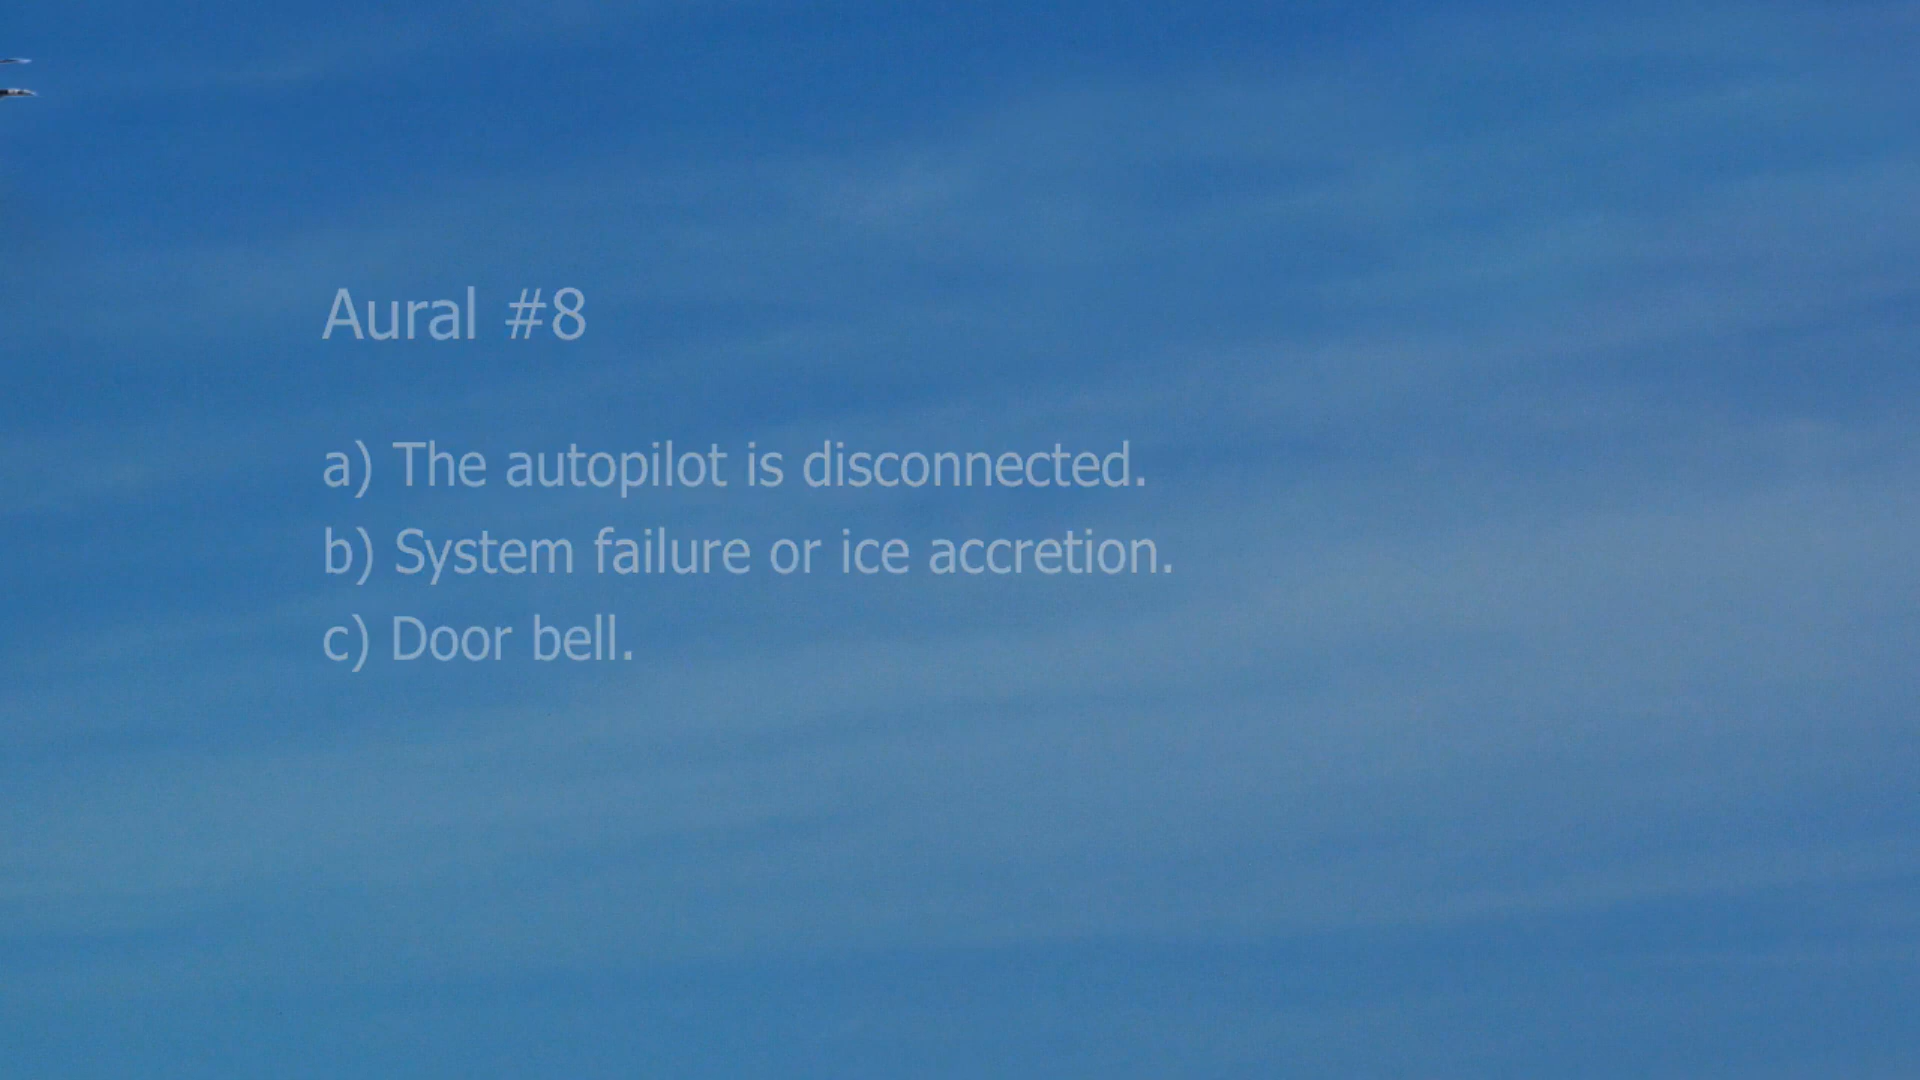 Aural #8
a) The autopilot is disconnected.
b) System failure or ice accretion.
c) Door bell.